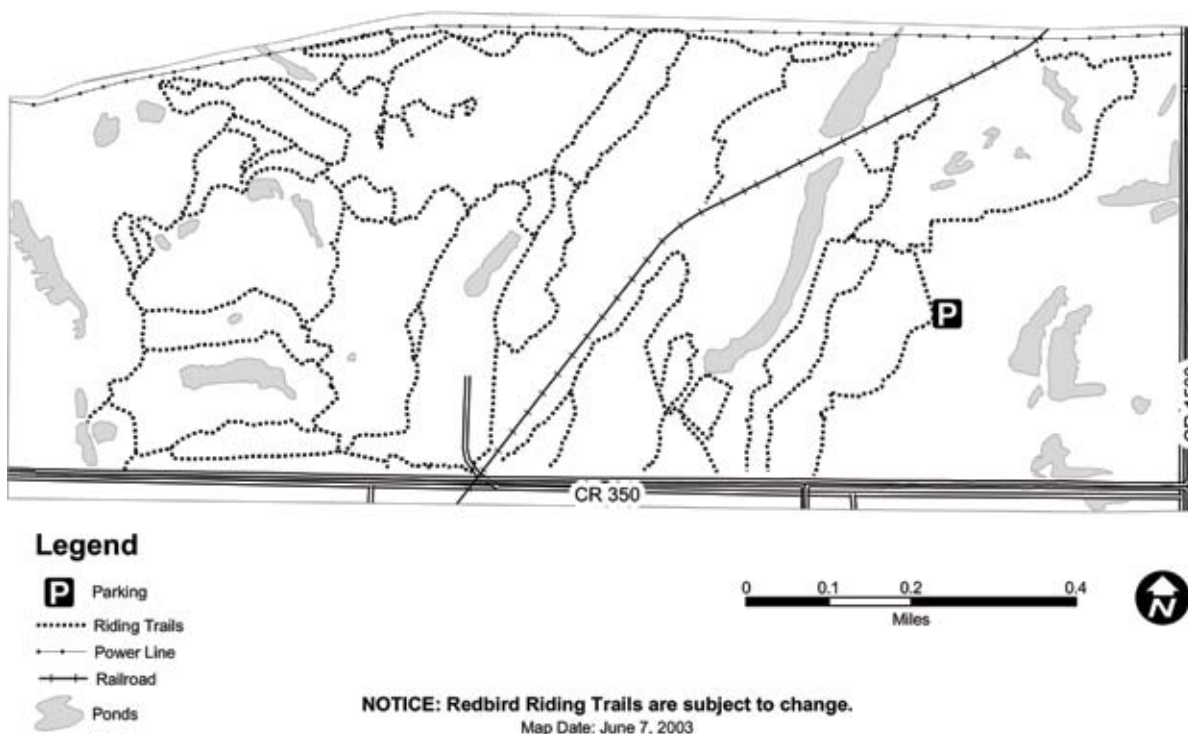 P
CR 350
Legend
P Parking
Riding Trails
Power Line
Railroad
Ponds
0 0.1 0.2 0.4
Miles
N
NOTICE: Redbird Riding Trails are subject to change.
Map Date: June 7, 2003